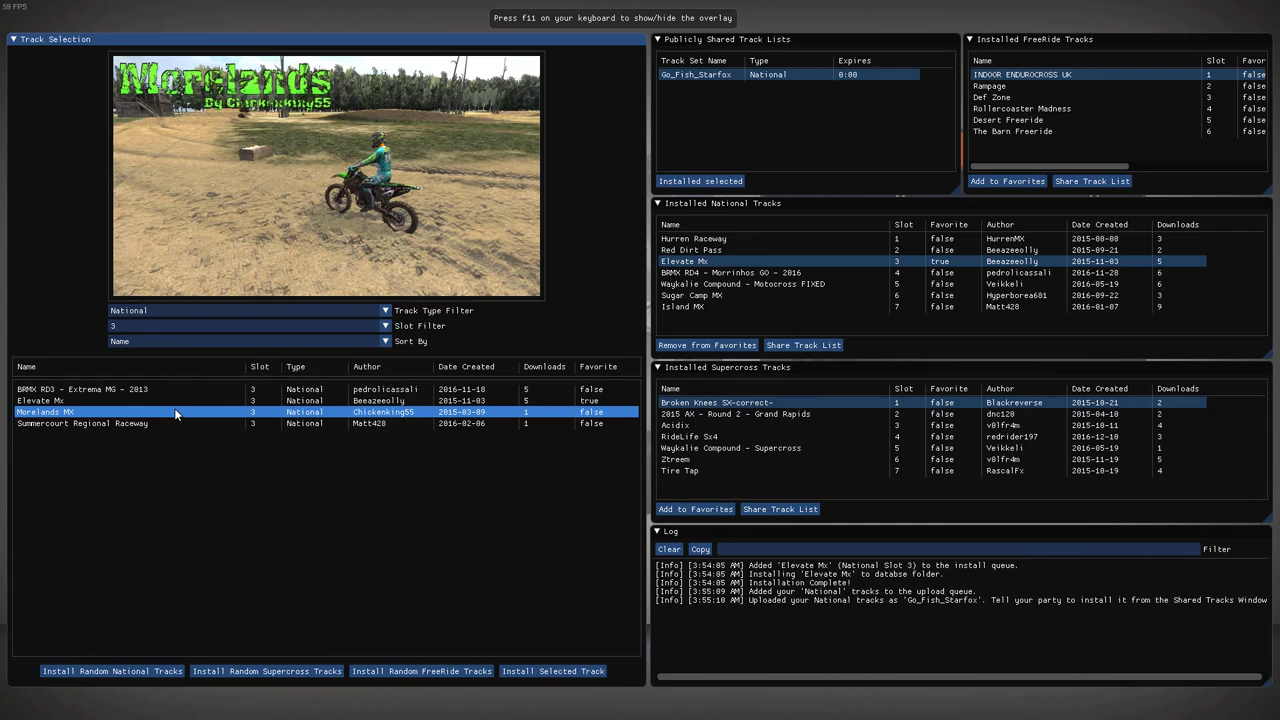 59 FPS
Press f11 on your keyboard to show/hide the overlay
Track Selection
Morelands
By Chickenking55
National
Track Type Filter
3
Slot Filter
Name
Sort By
Name Slot Type Author Date Created Downloads Favorite
BRMX RD3 - Extrema MG - 2013 3 National pedrolicassali 2016-11-18 5 false
Elevate Mx 3 National Beeazeeolly 2015-11-03 5 true
Morelands MX 3 National Chickenking55 2015-03-09 1 false
Summercourt Regional Raceway 3 National Matt428 2016-02-06 1 false
Install Random National Tracks Install Random Supercross Tracks Install Random FreeRide Tracks Install Selected Track
Publicly Shared Track Lists
Track Set Name Type Expires
Go_Fish_Starfox National 0:00
Installed selected
Installed FreeRide Tracks
Name Slot Favor
INDOOR ENDUROCROSS UK 1 false
Rampage 2 false
Def Zone 3 false
Rollercoaster Madness 4 false
Desert Freeride 5 false
The Barn Freeride 6 false
Add to Favorites Share Track List
Installed National Tracks
Name Slot Favorite Author Date Created Downloads
Hurren Raceway 1 false HurrenMX 2015-08-08 3
Red Dirt Pass 2 false Beeazeeolly 2015-09-21 2
Elevate Mx 3 true Beeazeeolly 2015-11-03 5
BRMX RD4 - Morrinhos GO - 2016 4 false pedrolicassali 2016-11-28 6
Waykalie Compound - Motocross FIXED 5 false Veikkeli 2016-05-19 6
Sugar Camp MX 6 false Hyperborea681 2016-09-22 3
Island MX 7 false Matt428 2016-01-07 9
Remove from Favorites Share Track List
Installed Supercross Tracks
Name Slot Favorite Author Date Created Downloads
Broken Knees SX-correct- 1 false Blackreverse 2015-10-21 2
2015 AX - Round 2 - Grand Rapids 2 false dnc128 2015-04-18 2
Acidix 3 false v0lfr4m 2015-10-11 4
RideLife Sx4 4 false redrider197 2016-12-10 3
Waykalie Compound - Supercross 5 false Veikkeli 2016-05-19 1
Ztreem 6 false v0lfr4m 2015-11-19 5
Tire Tap 7 false RascalFx 2015-10-19 4
Add to Favorites Share Track List
Log
Clear Copy Filter
[Info] [3:54:05 AM] Added 'Elevate Mx' (National Slot 3) to the install queue.
[Info] [3:54:05 AM] Installing 'Elevate Mx' to databse folder.
[Info] [3:54:05 AM] Installation Complete!
[Info] [3:55:09 AM] Added your 'National' tracks to the upload queue.
[Info] [3:55:10 AM] Uploaded your National tracks as 'Go_Fish_Starfox'. Tell your party to install it from the Shared Tracks Window